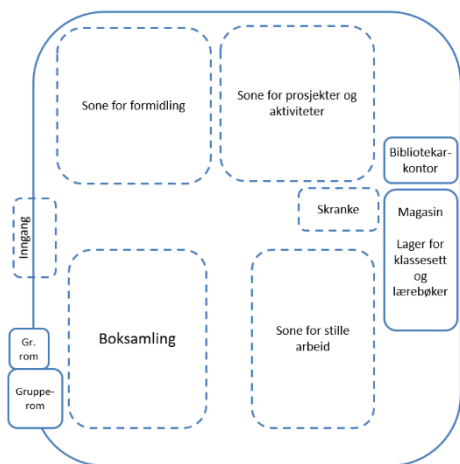 Sone for formidling
Sone for prosjekter og
aktiviteter
Bibliotekar-
kontor
Inngang
Skranke
Magasin
Lager for
klassesett
og
lærebøker
Boksamling
Sone for stille
arbeid
Gr.
rom
Gruppe-
rom